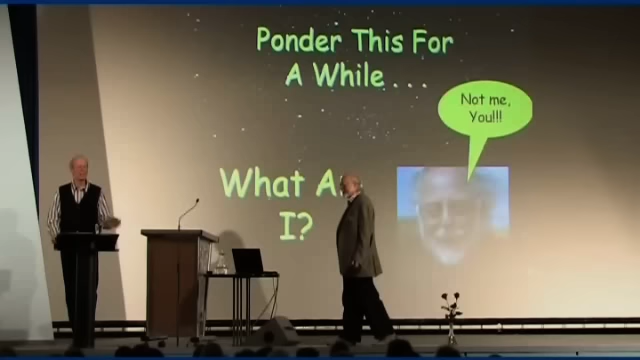 Ponder This For
A While . . .
Not me,
You!!!
What A
I?